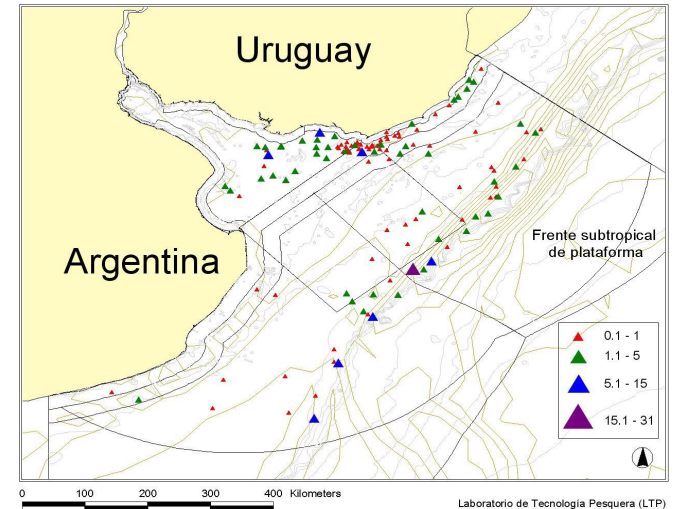 Uruguay
Argentina
Frente subtropical
de plataforma
0.1 - 1
1.1 - 5
5.1 - 15
15.1 - 31
0 100 200 300 400 Kilometers
Laboratorio de Tecnología Pesquera (LTP)